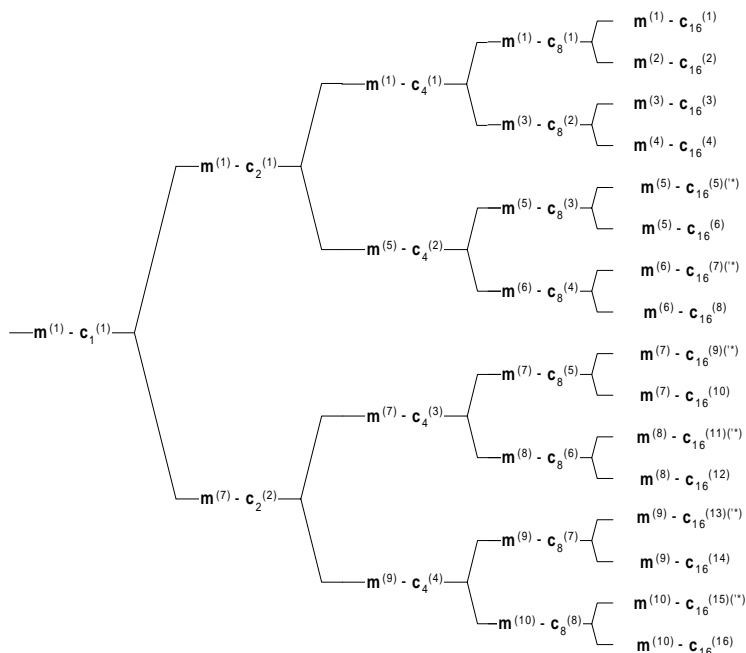 m(1) - c16(1)
m(1) - c8(1)
m(2) - c16(2)
m(1) - c4(1)
m(3) - c16(3)
m(3) - c8(2)
m(4) - c16(4)
m(1) - c2(1)
m(5) - c16(5)('*)
m(5) - c8(3)
m(5) - c16(6)
m(5) - c4(2)
m(6) - c16(7)('*)
m(6) - c8(4)
m(6) - c16(8)
m(1) - c1(1)
m(7) - c16(9)('*)
m(7) - c8(5)
m(7) - c16(10)
m(7) - c4(3)
m(8) - c16(11)('*)
m(8) - c8(6)
m(8) - c16(12)
m(7) - c2(2)
m(9) - c16(13)('*)
m(9) - c8(7)
m(9) - c16(14)
m(9) - c4(4)
m(10) - c16(15)('*)
m(10) - c8(8)
m(10) - c16(16)